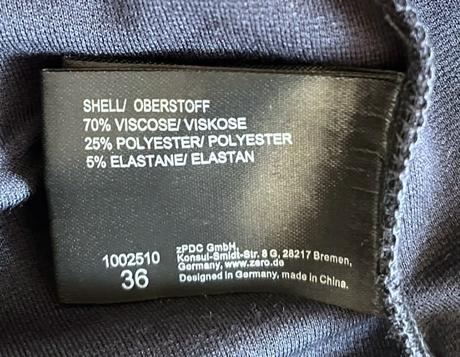 SHELL/ OBERSTOFF
70% VISCOSE/ VISKOSE
25% POLYESTER/ POLYESTER
5% ELASTANE/ ELASTAN
1002510
36
zPDC GmbH,
Konsul-Smidt-Str. 8 G, 28217 Bremen,
Germany, www.zero.de.
Designed in Germany, made in China.